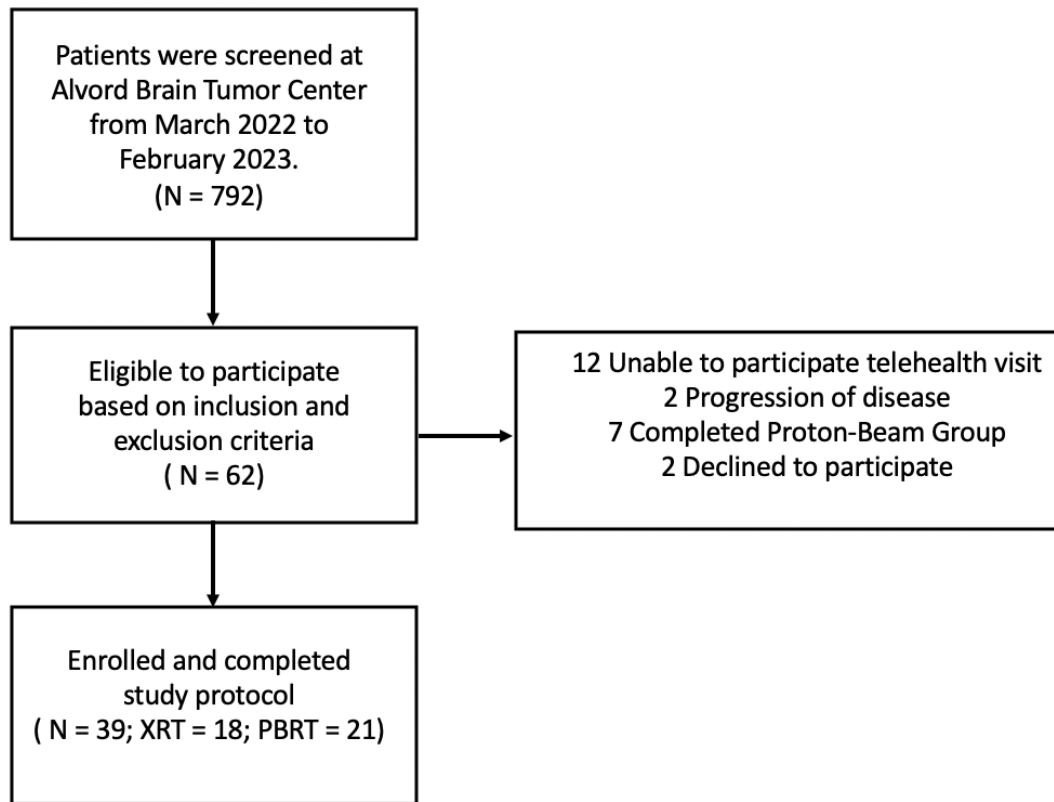 Patients were screened at
Alvord Brain Tumor Center
from March 2022 to
February 2023.
(N = 792)
Eligible to participate
based on inclusion and
exclusion criteria
( N = 62)
12 Unable to participate telehealth visit
2 Progression of disease
7 Completed Proton-Beam Group
2 Declined to participate
Enrolled and completed
study protocol
( N = 39; XRT = 18; PBRT = 21)